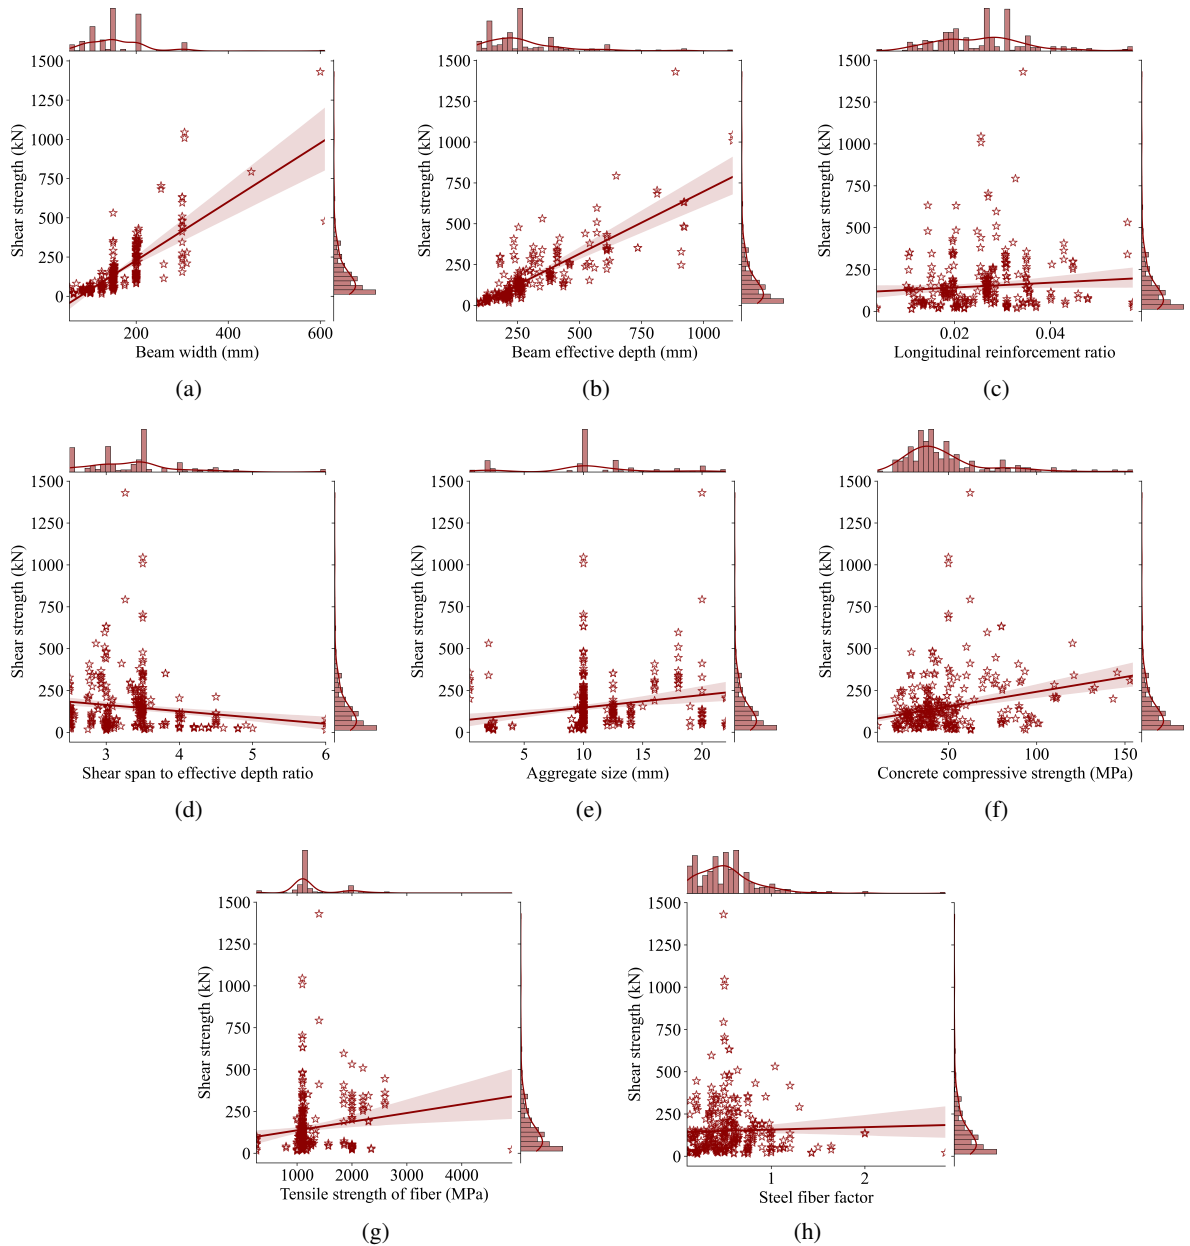 1500
1250
1000
750
500
250
0
Shear strength (kN)
200 400 600
Beam width (mm)
(a)
1500
1250
1000
750
500
250
0
Shear strength (kN)
250 500 750 1000
Beam effective depth (mm)
(b)
1500
1250
1000
750
500
250
0
Shear strength (kN)
0.02 0.04
Longitudinal reinforcement ratio
(c)
1500
1250
1000
750
500
250
0
Shear strength (kN)
3 4 5 6
Shear span to effective depth ratio
(d)
1500
1250
1000
750
500
250
0
Shear strength (kN)
5 10 15 20
Aggregate size (mm)
(e)
1500
1250
1000
750
500
250
0
Shear strength (kN)
50 100 150
Concrete compressive strength (MPa)
(f)
1500
1250
1000
750
500
250
0
Shear strength (kN)
1000 2000 3000 4000
Tensile strength of fiber (MPa)
(g)
1500
1250
1000
750
500
250
0
Shear strength (kN)
1 2
Steel fiber factor
(h)